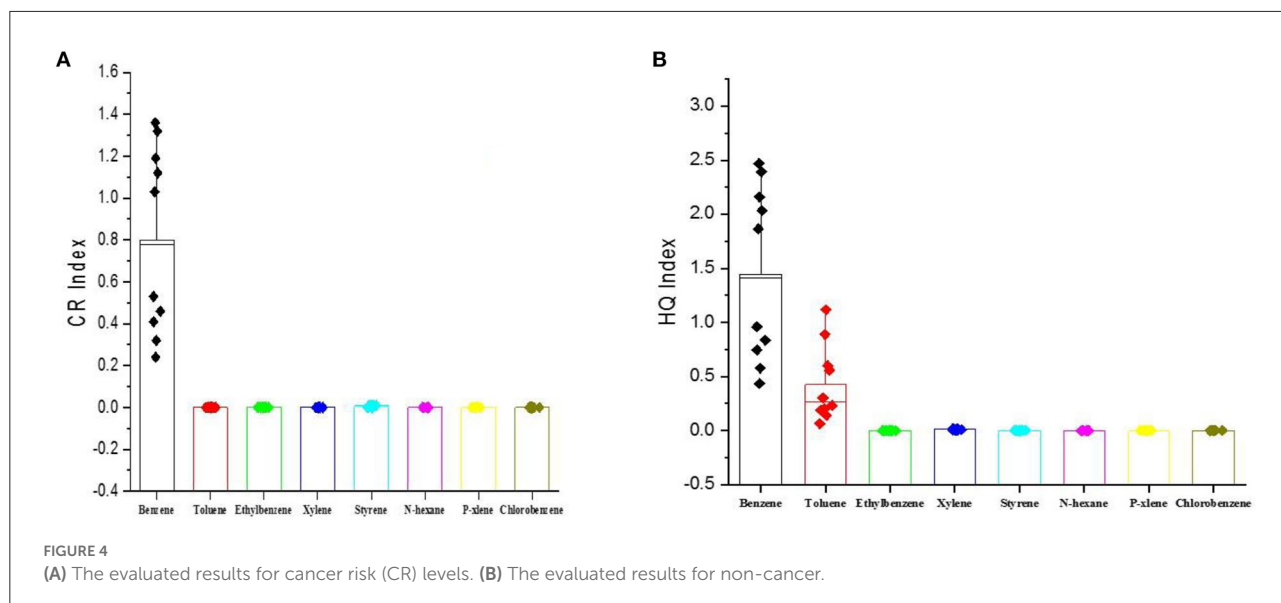 A
CR Index
1.6
1.4
1.2
1.0
0.8
0.6
0.4
0.2
0.0
-0.2
-0.4
Benzene Toluene Ethylbenzene Xylene Styrene N-hexane P-xlene Chlorobenzene
B
HQ Index
3.0
2.5
2.0
1.5
1.0
0.5
0.0
-0.5
Benzene Toluene Ethylbenzene Xylene Styrene N-hexane P-xlene Chlorobenzene
FIGURE 4
(A) The evaluated results for cancer risk (CR) levels. (B) The evaluated results for non-cancer.